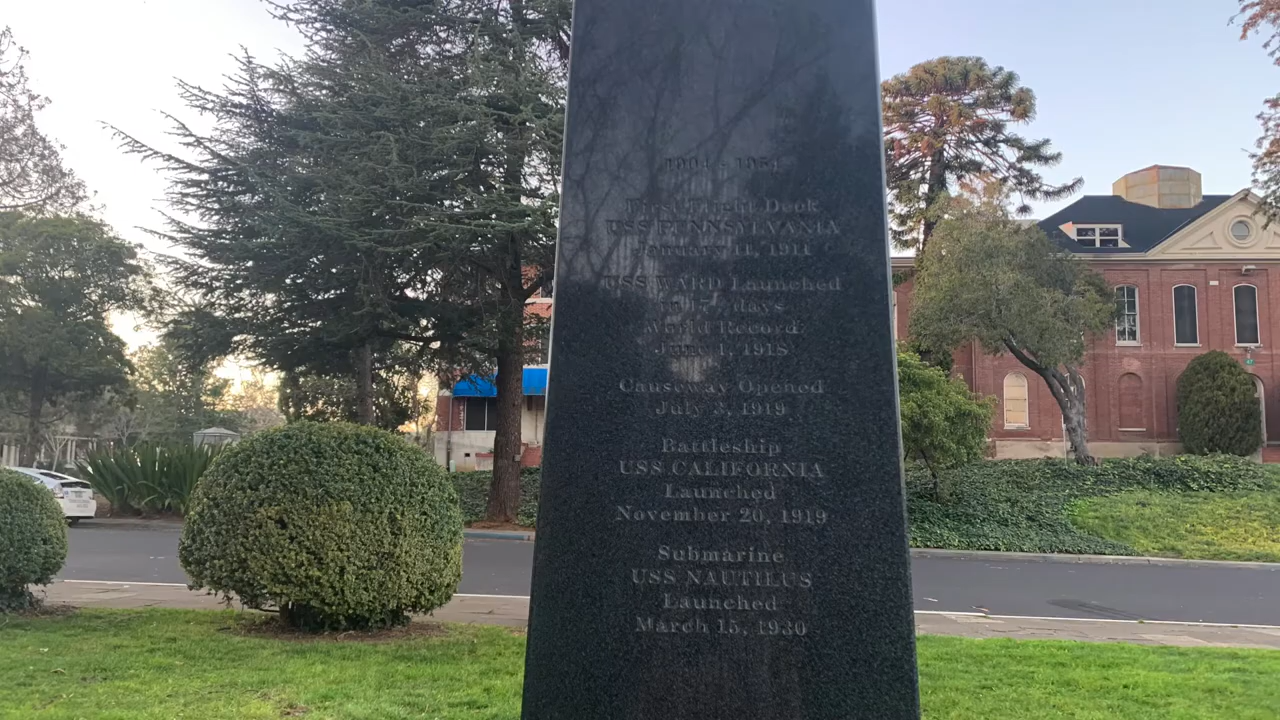 1904 - 1954
First Flight Deck
USS PENNSYLVANIA
January 11, 1911
USS WARD Launched
in 17½ days
World Record
June 1, 1918
Causeway Opened
July 3, 1919
Battleship
USS CALIFORNIA
Launched
November 20, 1919
Submarine
USS NAUTILUS
Launched
March 15, 1930